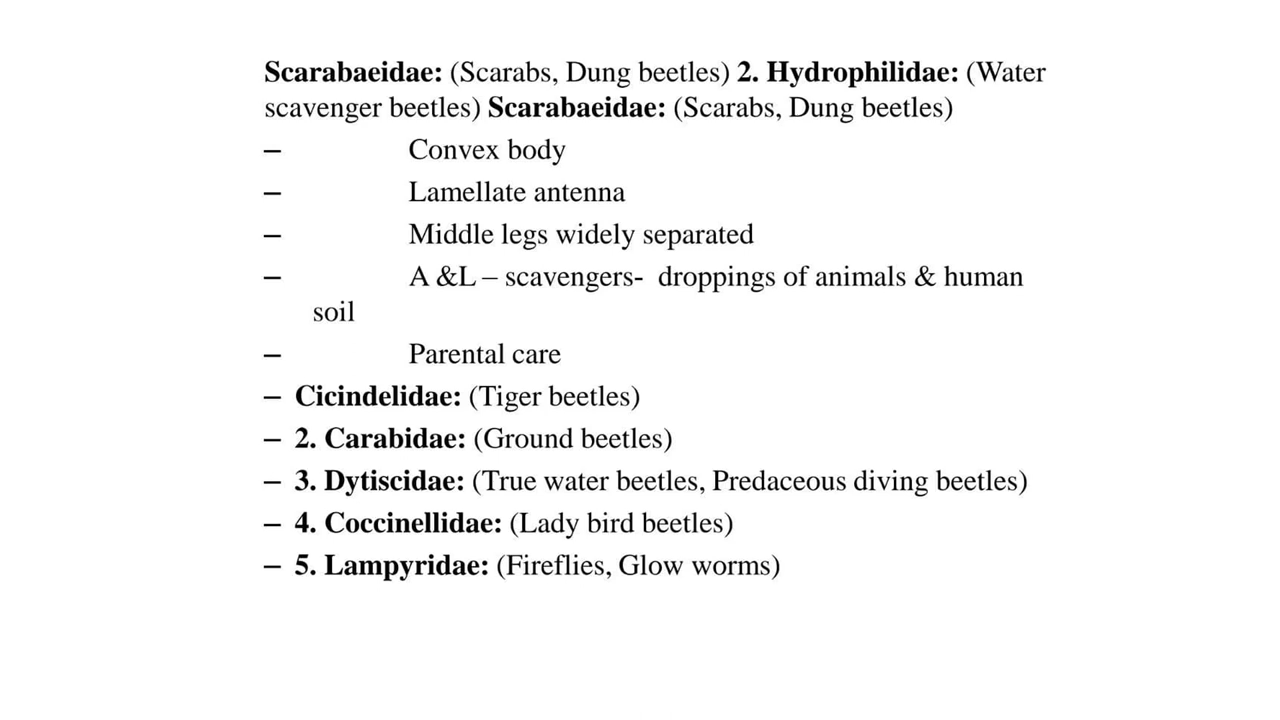 Scarabaeidae: (Scarabs, Dung beetles) 2. Hydrophilidae: (Water
scavenger beetles) Scarabaeidae: (Scarabs, Dung beetles)
– Convex body
– Lamellate antenna
– Middle legs widely separated
– A &L – scavengers-  droppings of animals & human
soil
– Parental care
– Cicindelidae: (Tiger beetles)
– 2. Carabidae: (Ground beetles)
– 3. Dytiscidae: (True water beetles, Predaceous diving beetles)
– 4. Coccinellidae: (Lady bird beetles)
– 5. Lampyridae: (Fireflies, Glow worms)